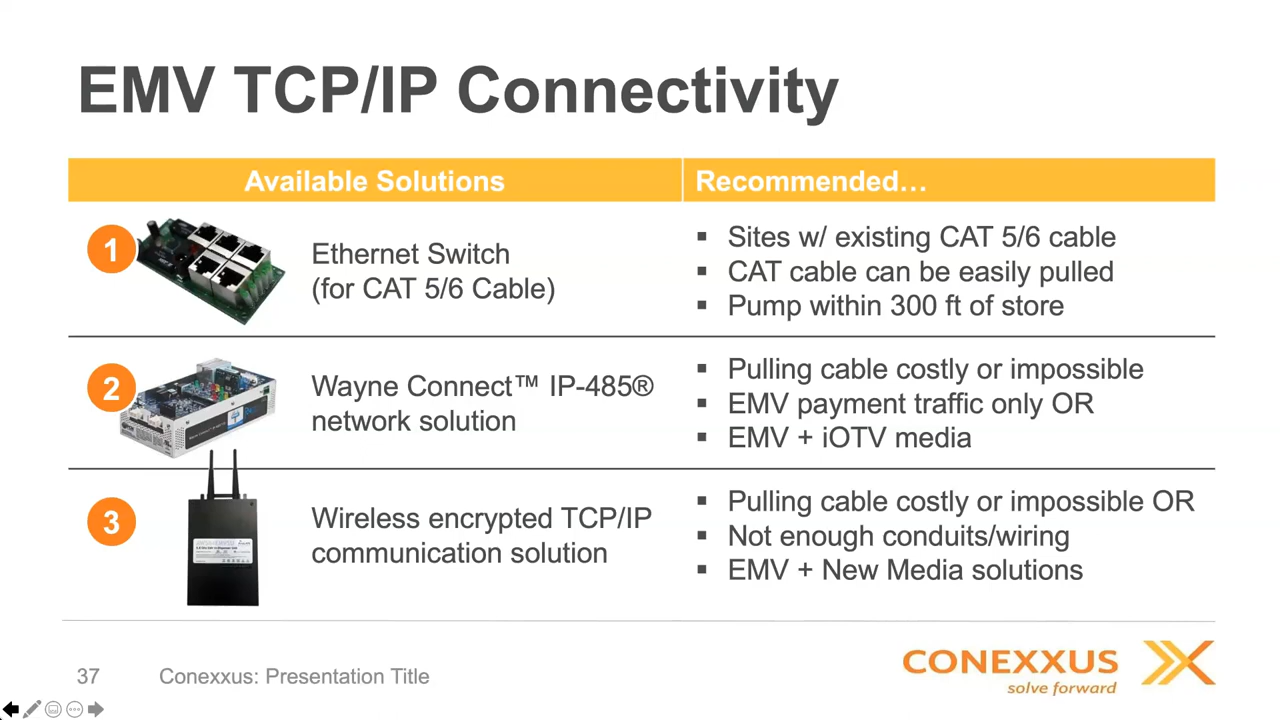 EMV TCP/IP Connectivity
Available Solutions
Recommended…
1
Ethernet Switch
(for CAT 5/6 Cable)
▪ Sites w/ existing CAT 5/6 cable
▪ CAT cable can be easily pulled
▪ Pump within 300 ft of store
2
Wayne Connect™ IP-485®
network solution
▪ Pulling cable costly or impossible
▪ EMV payment traffic only OR
▪ EMV + iOTV media
3
Wireless encrypted TCP/IP
communication solution
▪ Pulling cable costly or impossible OR
▪ Not enough conduits/wiring
▪ EMV + New Media solutions
37
Conexxus: Presentation Title
CONEXXUS
solve forward